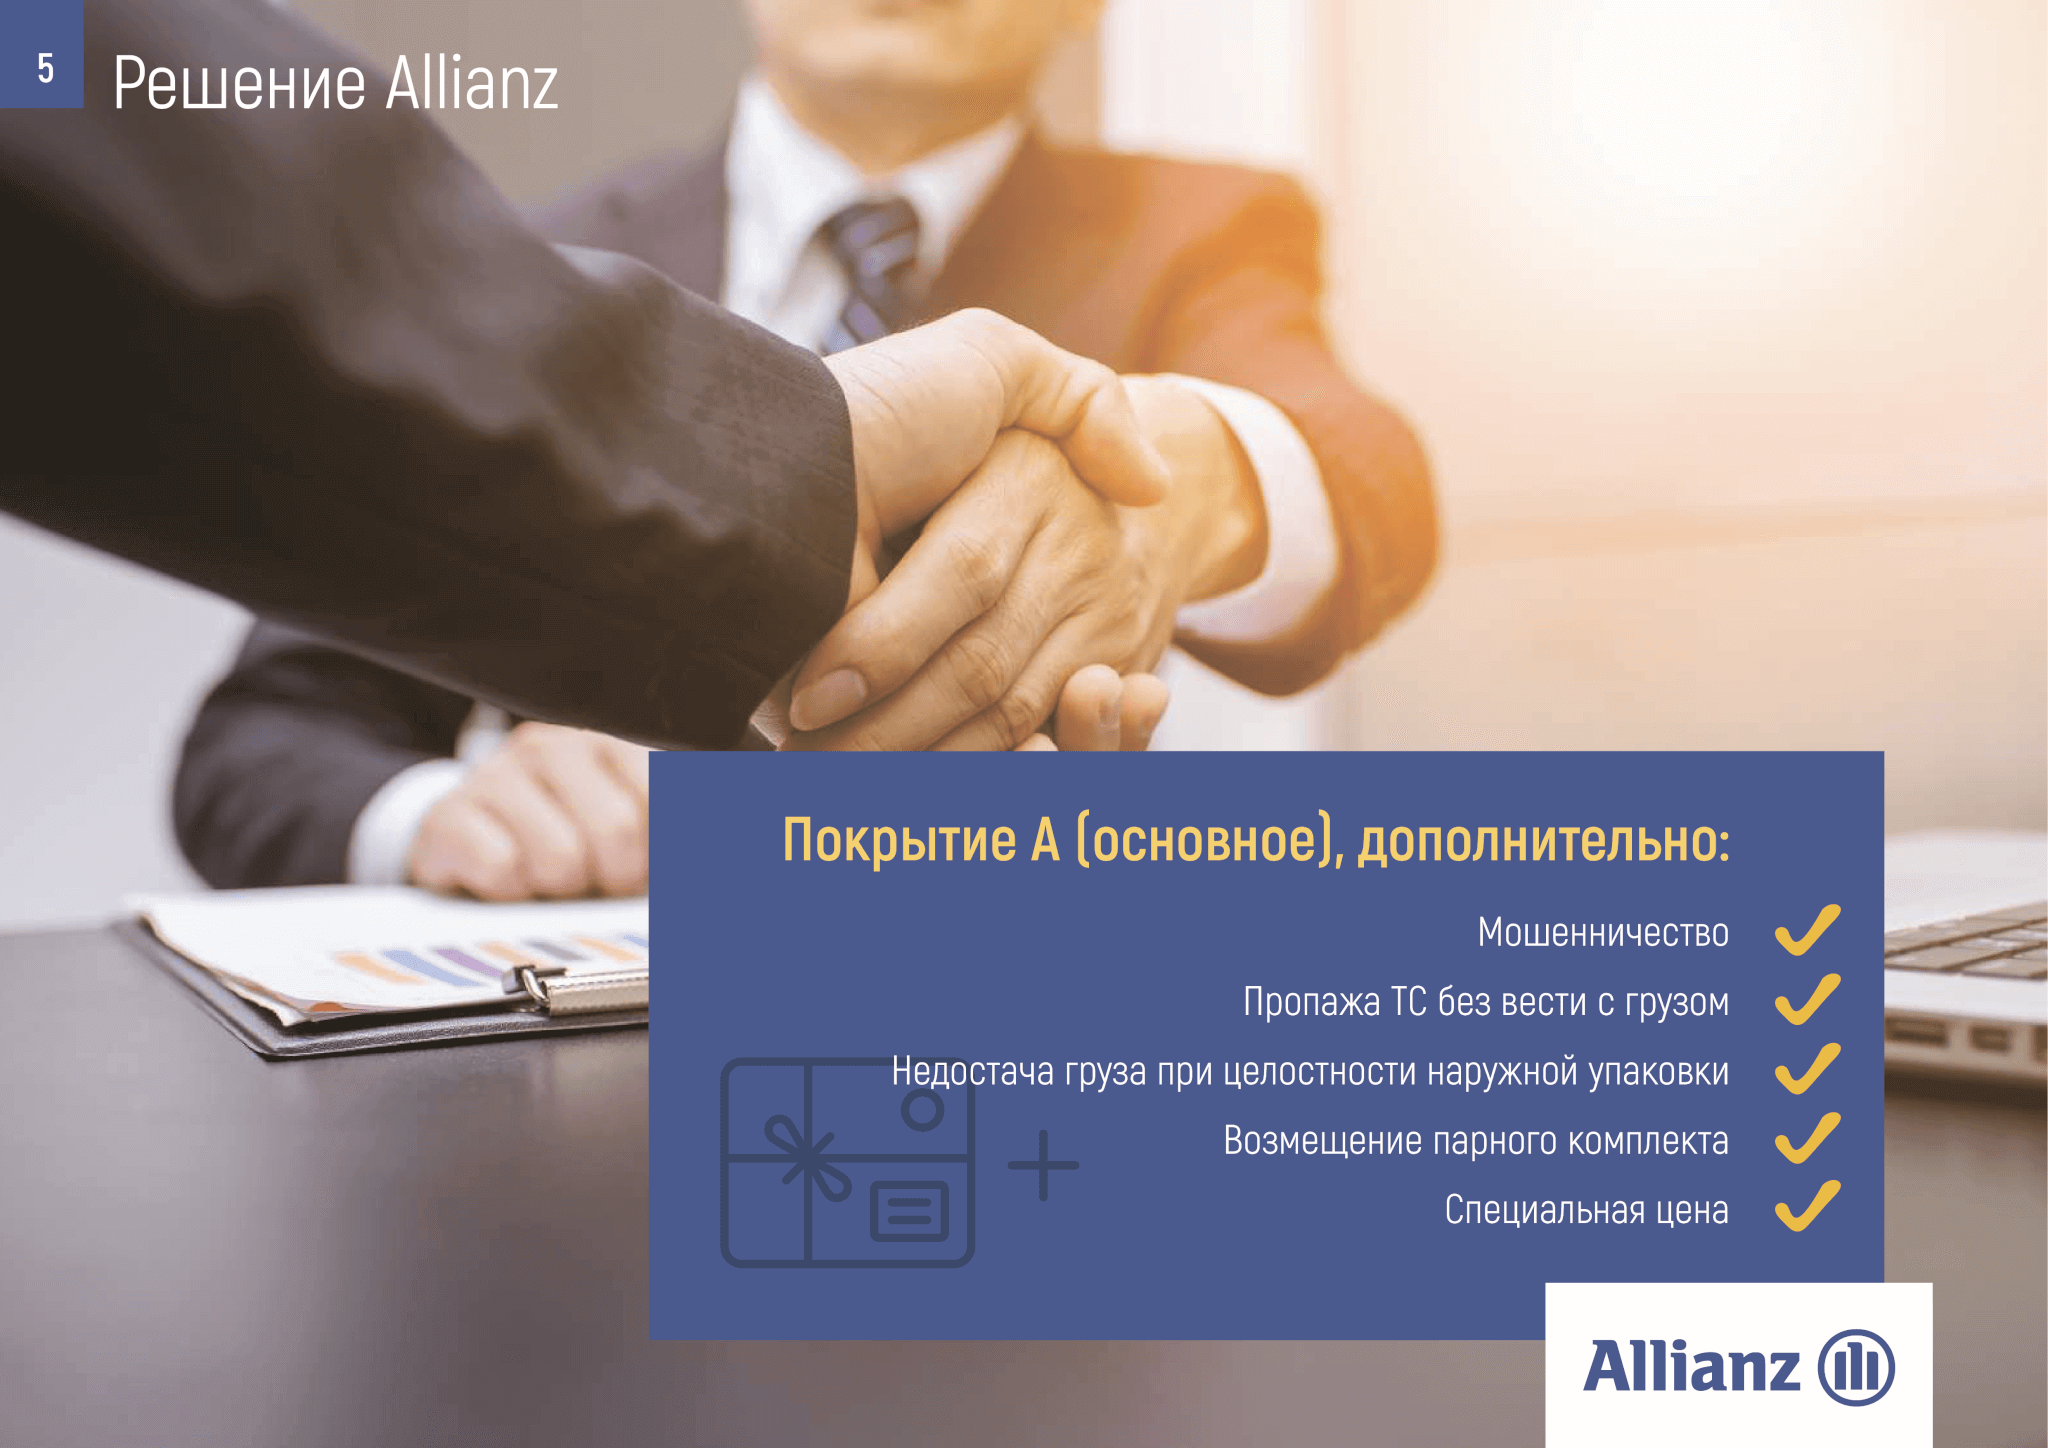 5
Решение Allianz
Покрытие А (основное), дополнительно:
Мошенничество
Пропажа ТС без вести с грузом
Недостача груза при целостности наружной упаковки
Возмещение парного комплекта
Специальная цена
Allianz